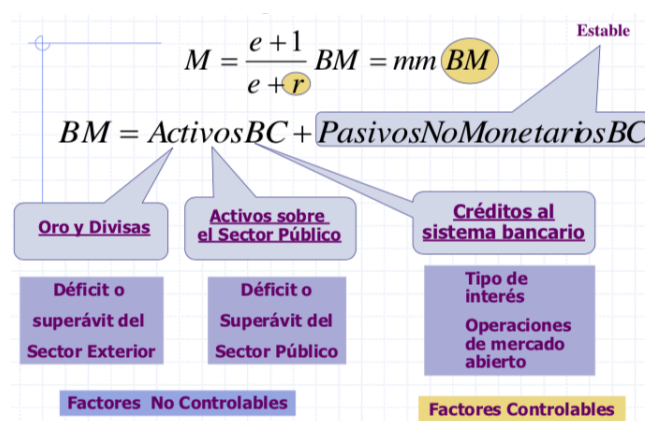 Estable
M = \frac{e+1}{e+r} BM = mm BM
BM = ActivosBC + PasivosNoMonetariosBC
Oro y Divisas
Activos sobre
el Sector Público
Créditos al
sistema bancario
Déficit o
superávit del
Sector Exterior
Déficit o
Superávit del
Sector Público
Tipo de
interés
Operaciones
de mercado
abierto
Factores No Controlables
Factores Controlables